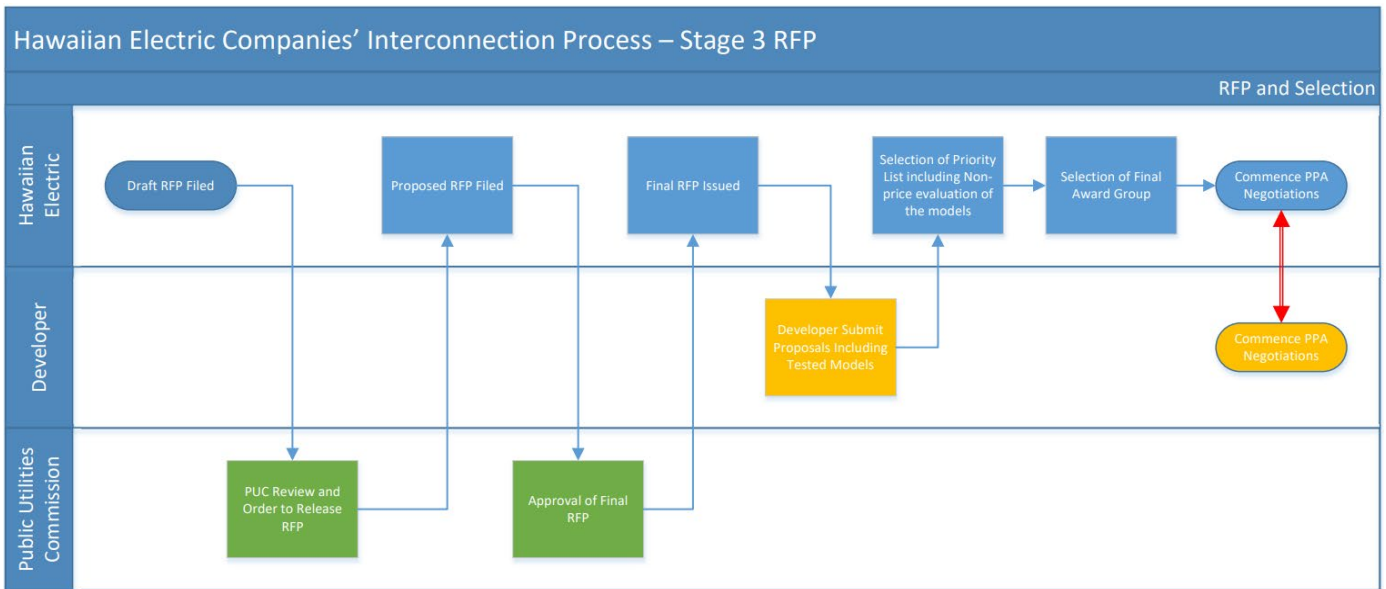 Hawaiian Electric Companies’ Interconnection Process – Stage 3 RFP
RFP and Selection
Hawaiian
Electric
Draft RFP Filed
Proposed RFP Filed
Final RFP Issued
Selection of Priority
List including Non-
price evaluation of
the models
Selection of Final
Award Group
Commence PPA
Negotiations
Developer
Developer Submit
Proposals Including
Tested Models
Commence PPA
Negotiations
Public Utilities
Commission
PUC Review and
Order to Release
RFP
Approval of Final
RFP